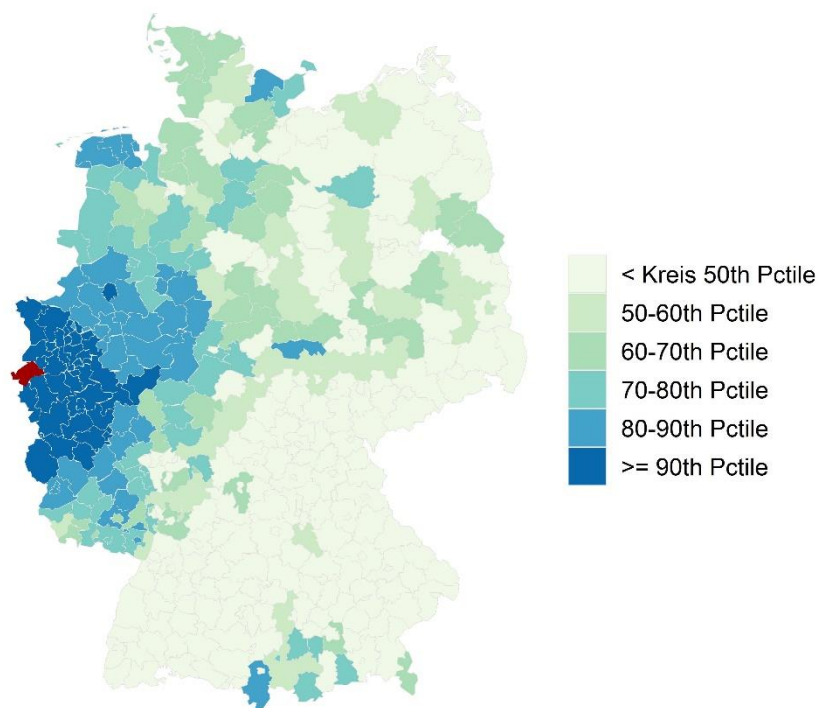 < Kreis 50th Pctile
50-60th Pctile
60-70th Pctile
70-80th Pctile
80-90th Pctile
>= 90th Pctile